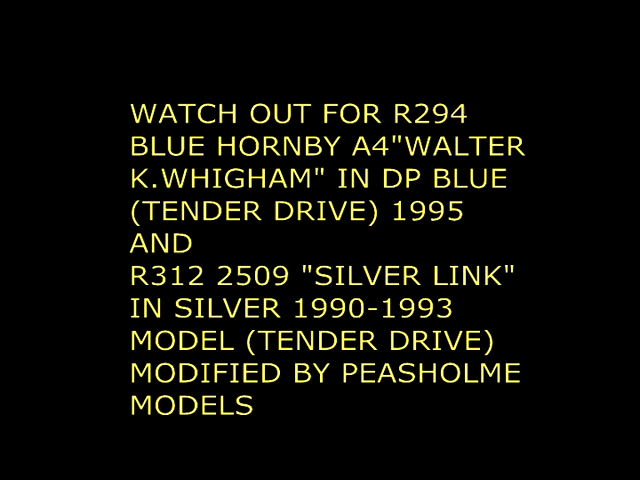 WATCH OUT FOR R294
BLUE HORNBY A4"WALTER
K.WHIGHAM" IN DP BLUE
(TENDER DRIVE) 1995
AND
R312 2509 "SILVER LINK"
IN SILVER 1990-1993
MODEL (TENDER DRIVE)
MODIFIED BY PEASHOLME
MODELS